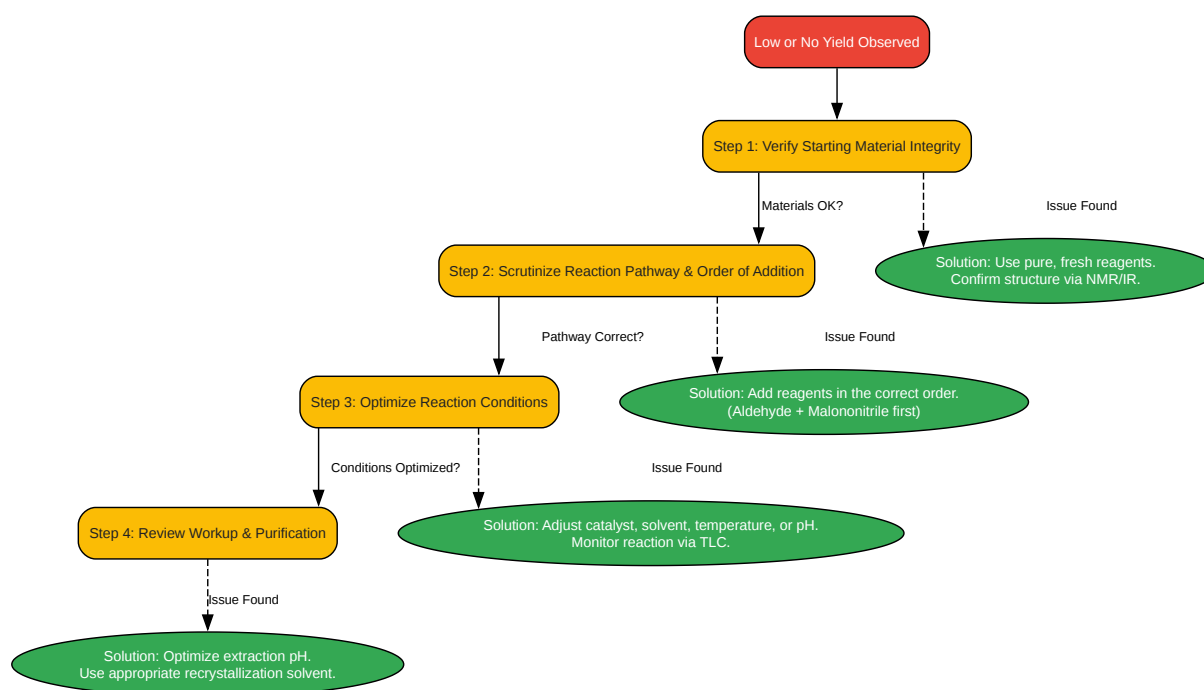 Low or No Yield Observed
Step 1: Verify Starting Material Integrity
Materials OK?
Issue Found
Step 2: Scrutinize Reaction Pathway & Order of Addition
Solution: Use pure, fresh reagents.
Confirm structure via NMR/IR.
Pathway Correct?
Issue Found
Step 3: Optimize Reaction Conditions
Solution: Add reagents in the correct order.
(Aldehyde + Malononitrile first)
Conditions Optimized?
Issue Found
Step 4: Review Workup & Purification
Solution: Adjust catalyst, solvent, temperature, or pH.
Monitor reaction via TLC.
Issue Found
Solution: Optimize extraction pH.
Use appropriate recrystallization solvent.